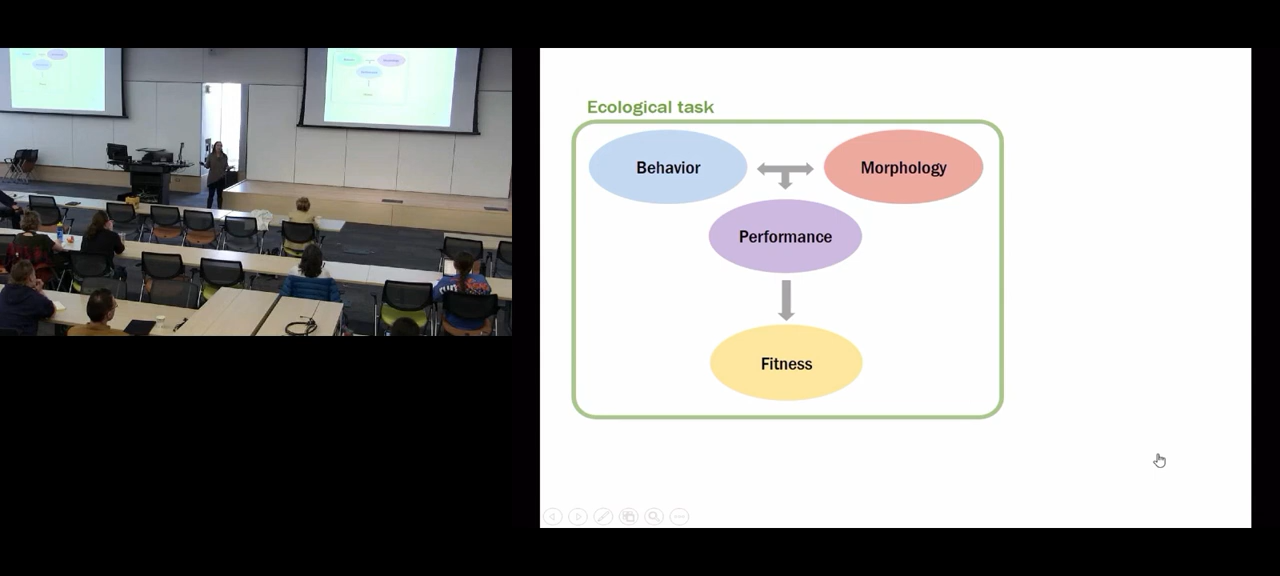 Ecological task
Behavior
Morphology
Performance
Fitness